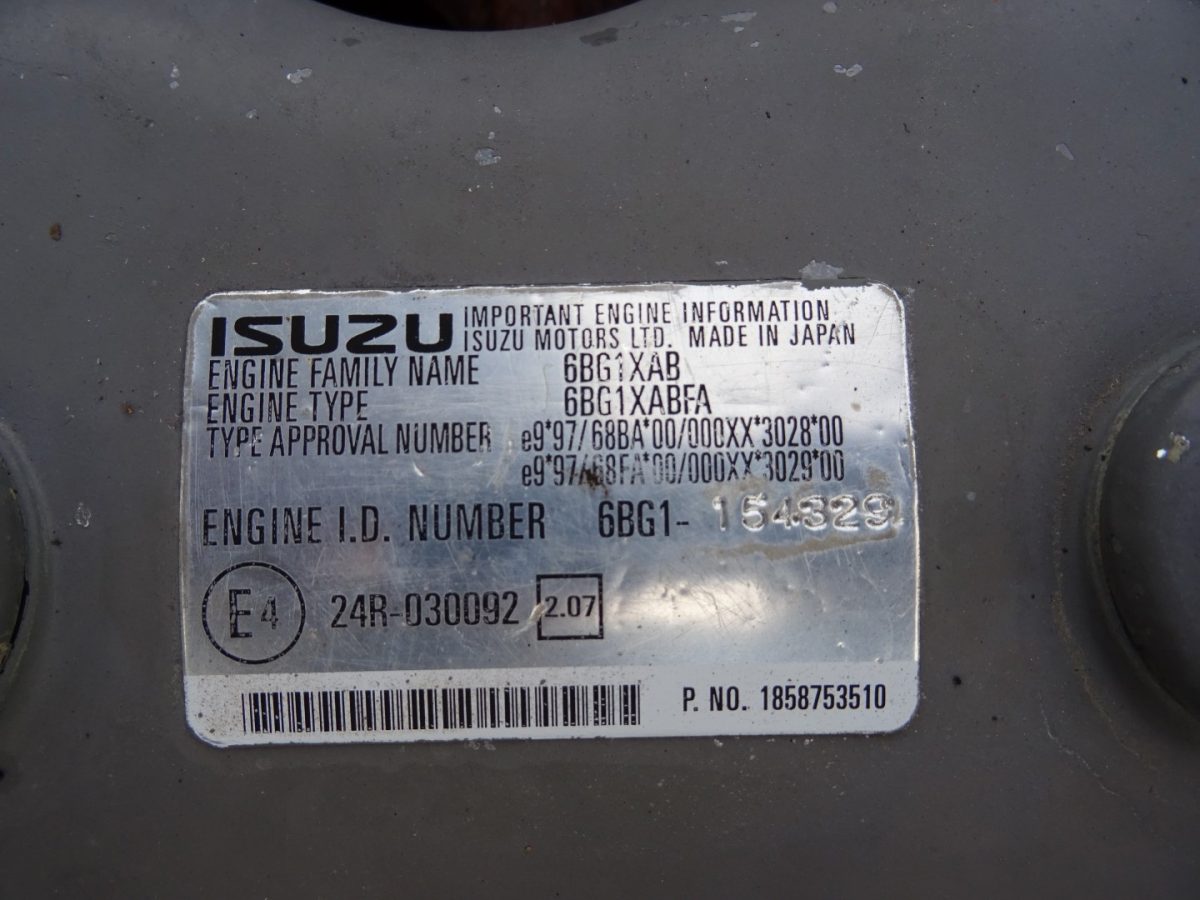 ISUZU IMPORTANT ENGINE INFORMATION
ISUZU MOTORS LTD. MADE IN JAPAN
ENGINE FAMILY NAME 6BG1XAB
ENGINE TYPE 6BG1XABFA
TYPE APPROVAL NUMBER e9*97/68BA*00/000XX*3028*00
e9*97/68FA*00/000XX*3029*00
ENGINE I.D. NUMBER 6BG1- 164329
E4 24R-030092 2.07
P. NO. 1858753510